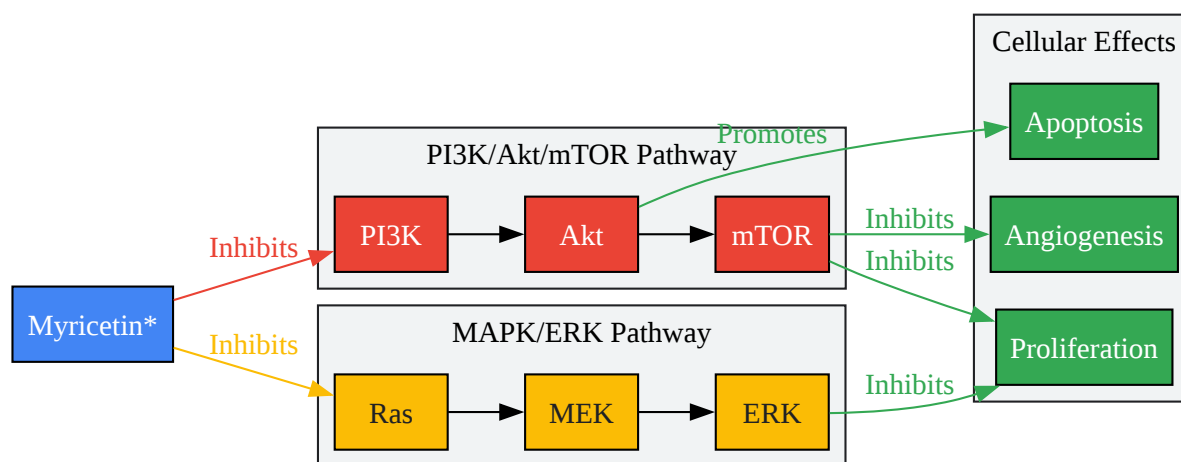 Cellular Effects
Apoptosis
Promotes
PI3K/Akt/mTOR Pathway
PI3K
Akt
mTOR
Inhibits
Angiogenesis
Inhibits
Inhibits
Myricetin*
Inhibits
MAPK/ERK Pathway
Proliferation
Inhibits
Ras
MEK
ERK